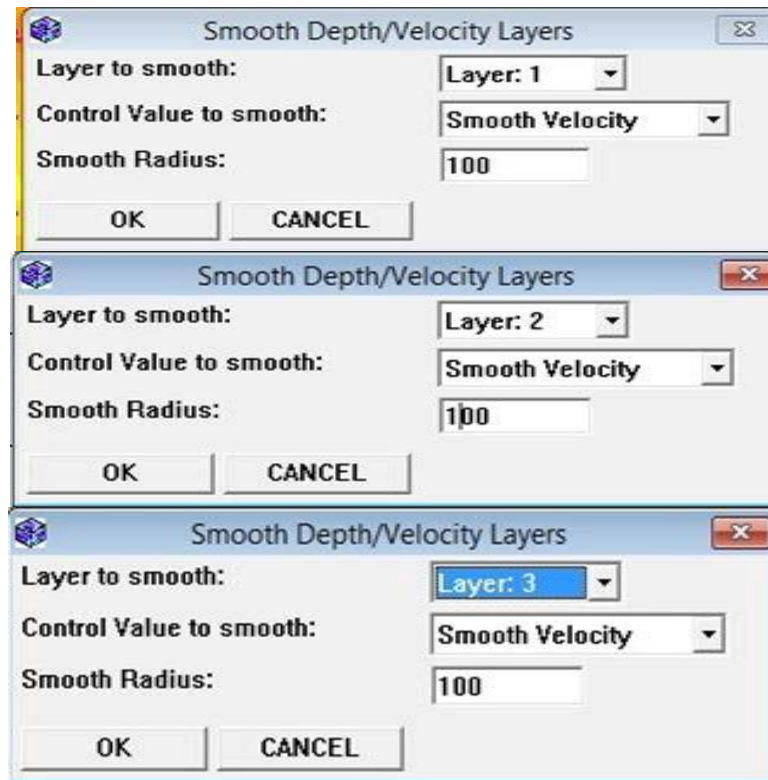 Smooth Depth/Velocity Layers
Layer to smooth: Layer: 1
Control Value to smooth: Smooth Velocity
Smooth Radius: 100
OK CANCEL
Smooth Depth/Velocity Layers
Layer to smooth: Layer: 2
Control Value to smooth: Smooth Velocity
Smooth Radius: 100
OK CANCEL
Smooth Depth/Velocity Layers
Layer to smooth: Layer: 3
Control Value to smooth: Smooth Velocity
Smooth Radius: 100
OK CANCEL